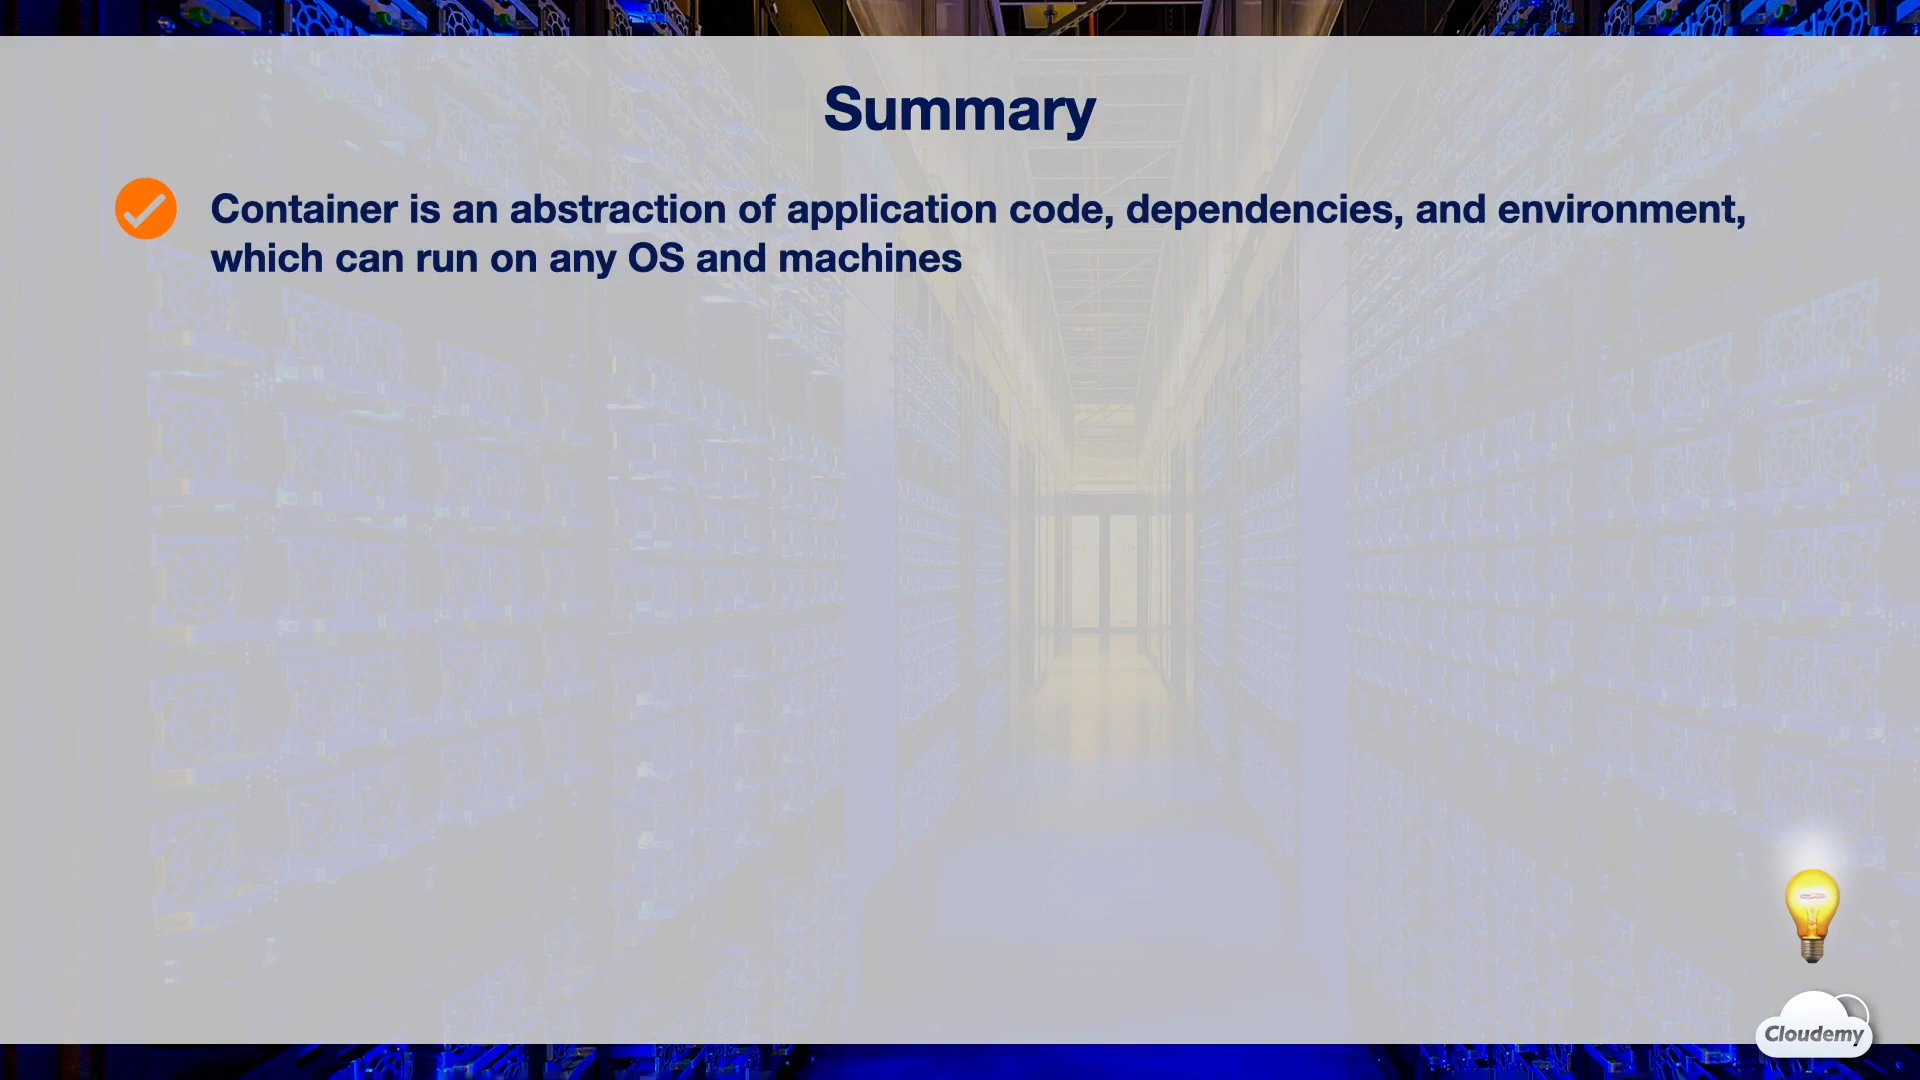 Summary
Container is an abstraction of application code, dependencies, and environment,
which can run on any OS and machines
Cloudemy